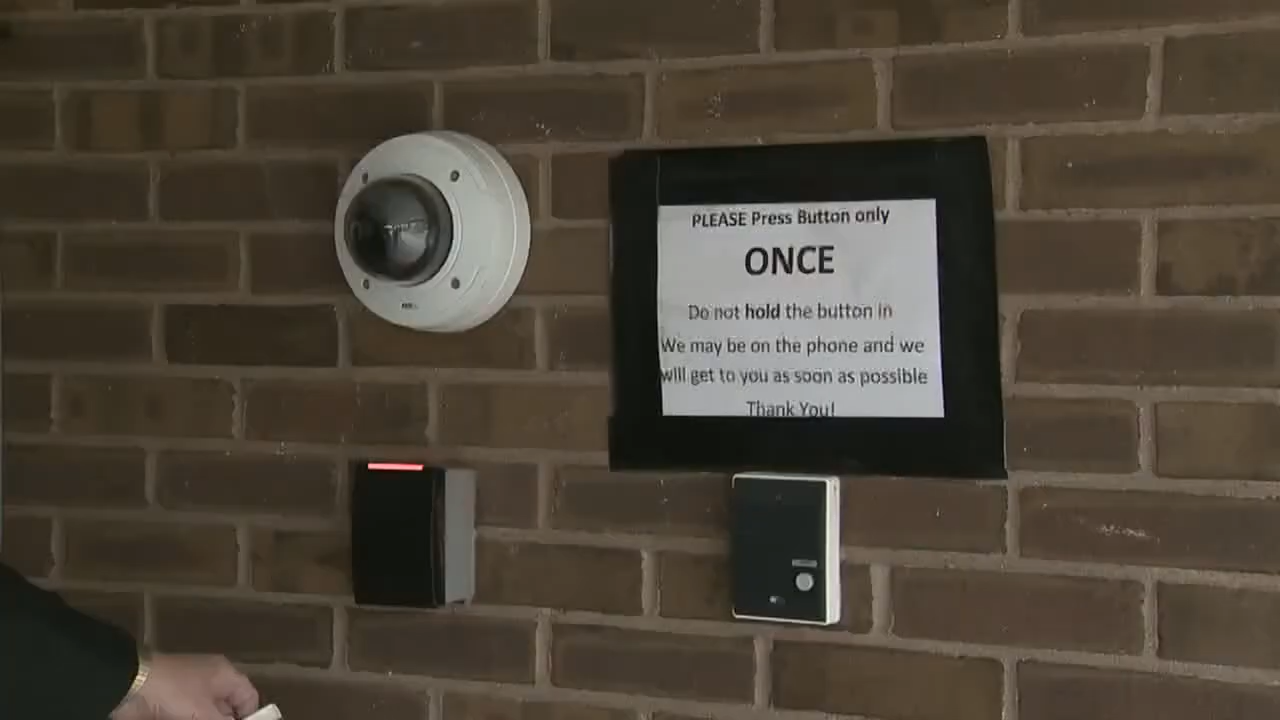 PLEASE Press Button only
ONCE
Do not hold the button in
We may be on the phone and we
will get to you as soon as possible
Thank You!